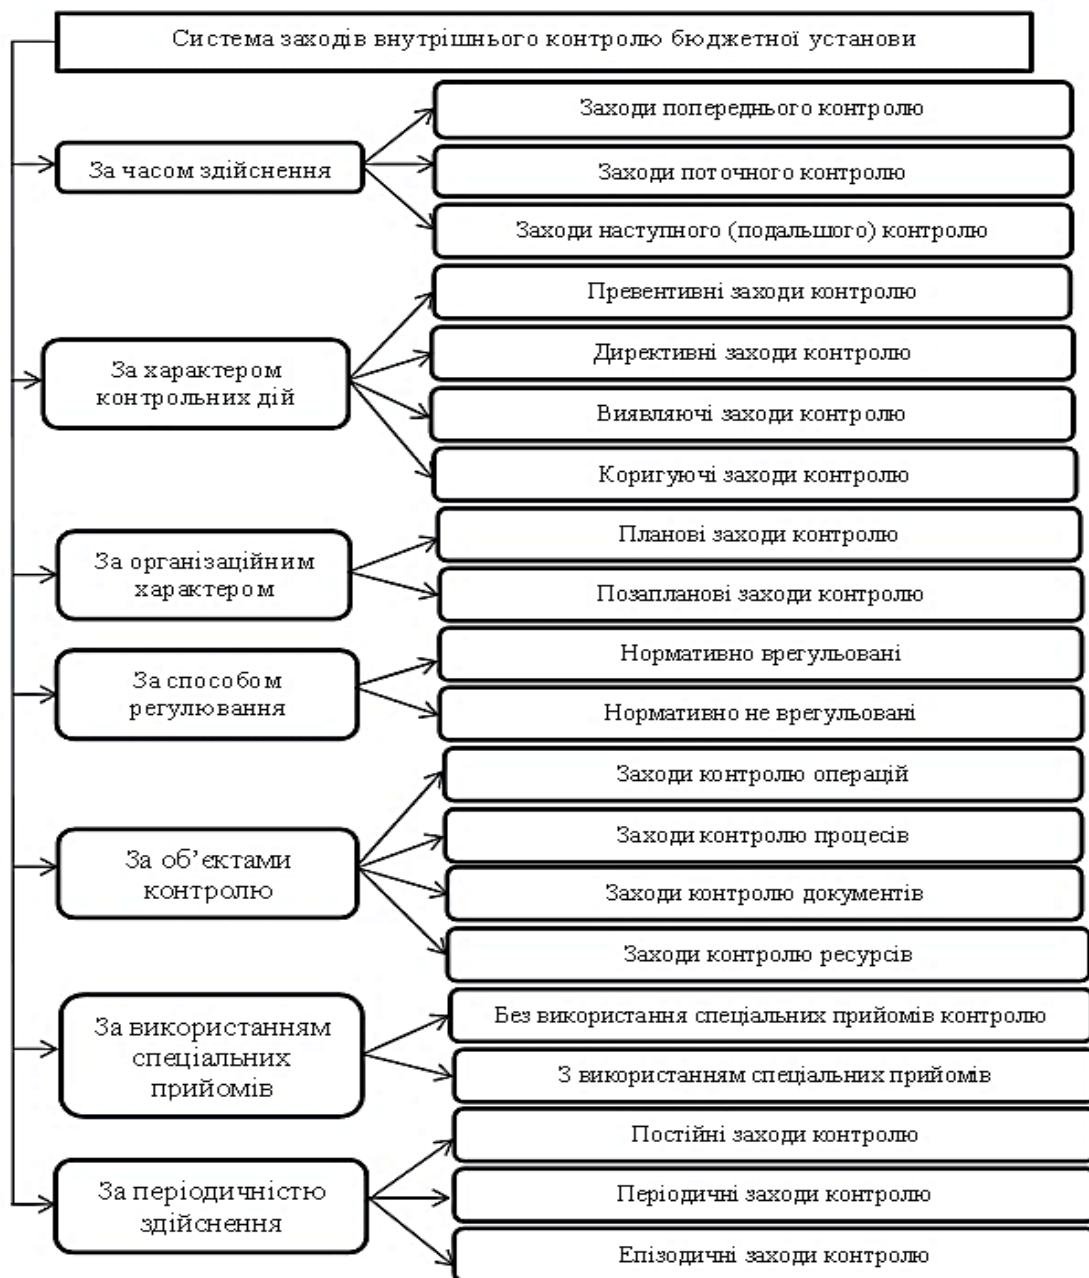 Система заходів внутрішнього контролю бюджетної установи
За часом здійснення
Заходи попереднього контролю
Заходи поточного контролю
Заходи наступного (подальшого) контролю
За характером
контрольних дій
Превентивні заходи контролю
Директивні заходи контролю
Виявляючі заходи контролю
Коригуючі заходи контролю
За організаційним
характером
Планові заходи контролю
Позапланові заходи контролю
За способом
регулювання
Нормативно врегульовані
Нормативно не врегульовані
За об’єктами
контролю
Заходи контролю операцій
Заходи контролю процесів
Заходи контролю документів
Заходи контролю ресурсів
За використанням
спеціальних
прийомів
Без використання спеціальних прийомів контролю
З використанням спеціальних прийомів
За періодичністю
здійснення
Постійні заходи контролю
Періодичні заходи контролю
Епізодичні заходи контролю